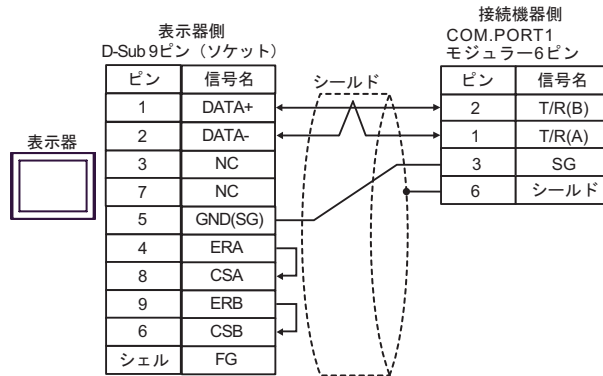 表示器側
D-Sub 9ピン（ソケット）
接続機器側
COM.PORT1
モジュラー6ピン
表示器
シールド
ピン 信号名
1 DATA+
2 DATA-
3 NC
7 NC
5 GND(SG)
4 ERA
8 CSA
9 ERB
6 CSB
シェル FG
ピン 信号名
2 T/R(B)
1 T/R(A)
3 SG
6 シールド